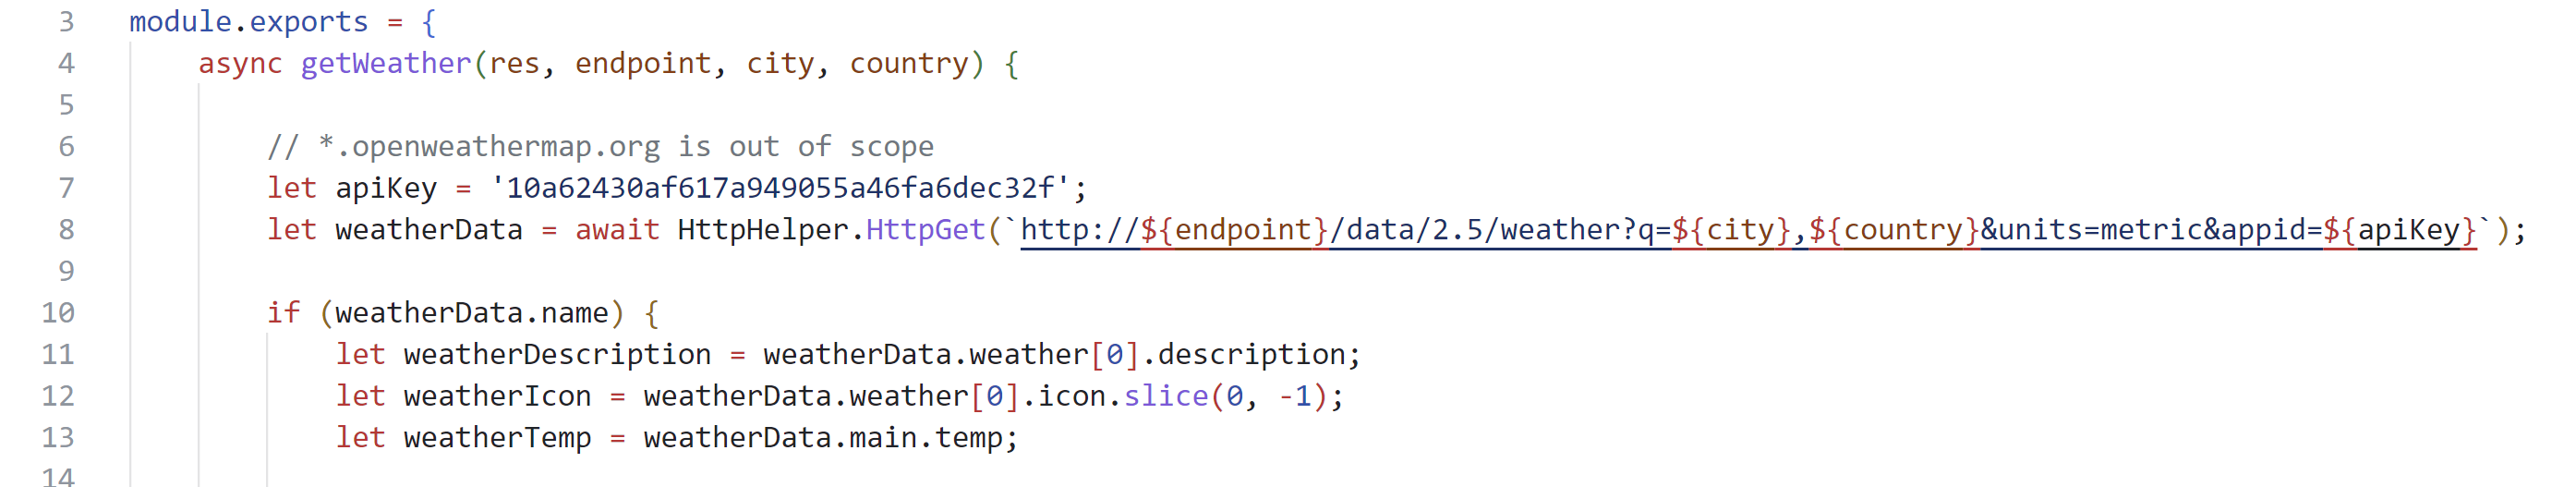 3 module.exports = {
4 async getWeather(res, endpoint, city, country) {
5
6 // *.openweathermap.org is out of scope
7 let apiKey = '10a62430af617a949055a46fa6dec32f';
8 let weatherData = await HttpHelper.HttpGet(`http://${endpoint}/data/2.5/weather?q=${city},${country}&units=metric&appid=${apiKey}`);
9
10 if (weatherData.name) {
11 let weatherDescription = weatherData.weather[0].description;
12 let weatherIcon = weatherData.weather[0].icon.slice(0, -1);
13 let weatherTemp = weatherData.main.temp;
14